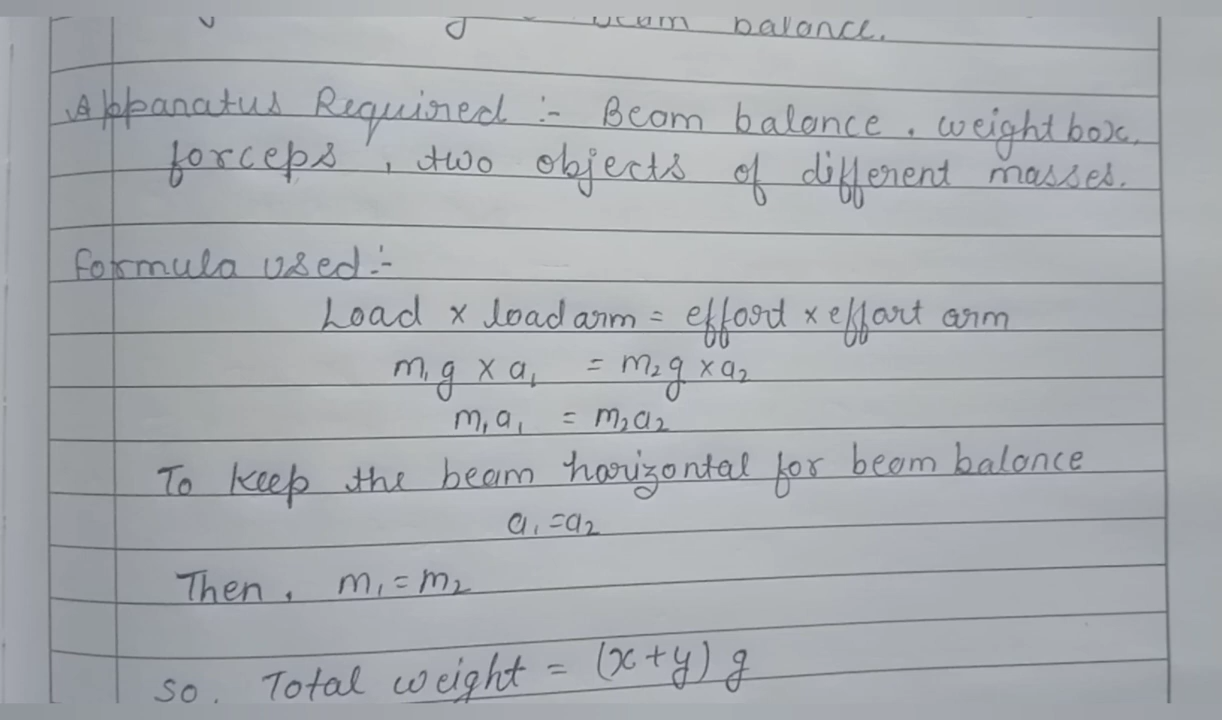 balance.
Apparatus Required :- Beam balance, weight box,
forceps, two objects of different masses.
Formula used :-
Load × load arm = effort × effort arm
m₁g × a₁ = m₂g × a₂
m₁a₁ = m₂a₂
To keep the beam horizontal for beam balance
a₁=a₂
Then, m₁=m₂
So, Total weight = (x+y) g